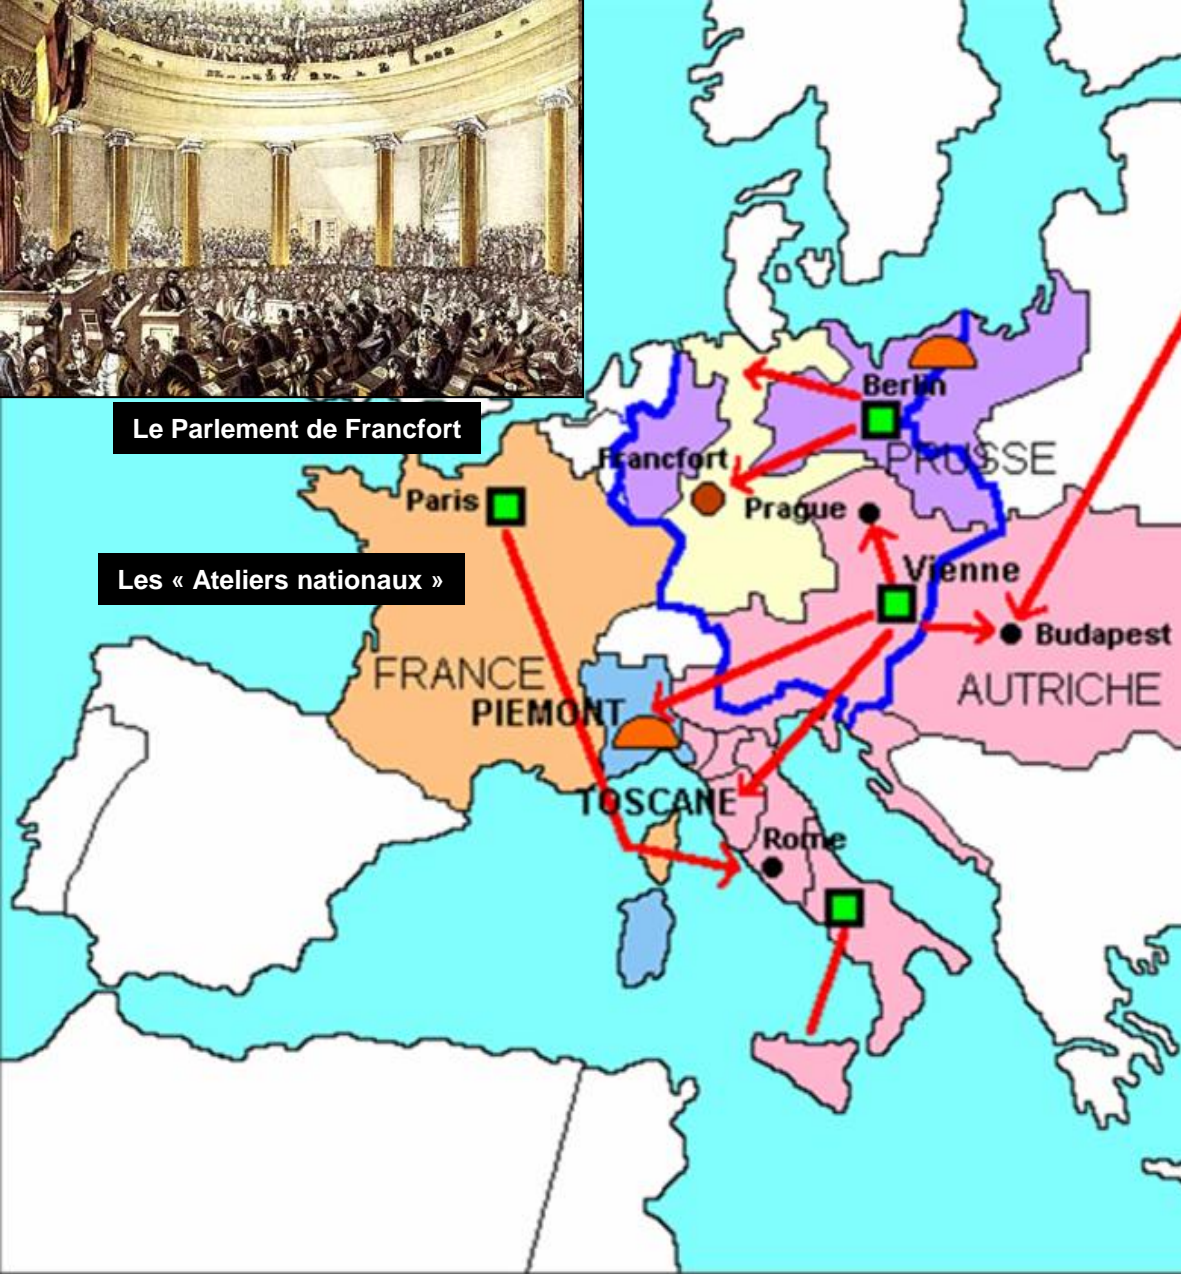 Le Parlement de Francfort
Berlin
PRUSSE
Francfort
Paris
Prague
Les « Ateliers nationaux »
Vienne
Budapest
FRANCE
AUTRICHE
PIEMONT
TOSCANE
Rome